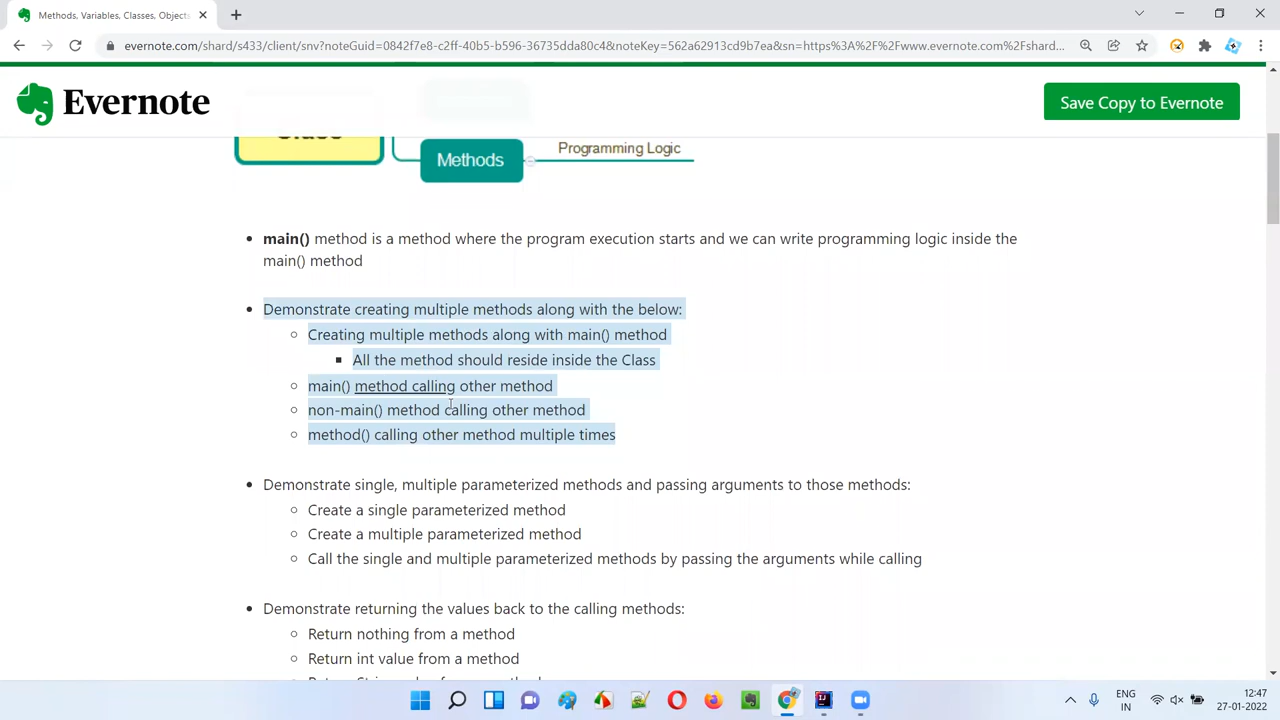 Methods, Variables, Classes, Objects
evernote.com/shard/s433/client/snv?noteGuid=0842f7e8-c2ff-40b5-b596-36735dda80c4&noteKey=562a62913cd9b7ea&sn=https%3A%2F%2Fwww.evernote.com%2Fshard...
Evernote
Save Copy to Evernote
Class
Methods
Programming Logic
main() method is a method where the program execution starts and we can write programming logic inside the
main() method
Demonstrate creating multiple methods along with the below:
Creating multiple methods along with main() method
All the method should reside inside the Class
main() method calling other method
non-main() method calling other method
method() calling other method multiple times
Demonstrate single, multiple parameterized methods and passing arguments to those methods:
Create a single parameterized method
Create a multiple parameterized method
Call the single and multiple parameterized methods by passing the arguments while calling
Demonstrate returning the values back to the calling methods:
Return nothing from a method
Return int value from a method
ENG
IN
12:47
27-01-2022